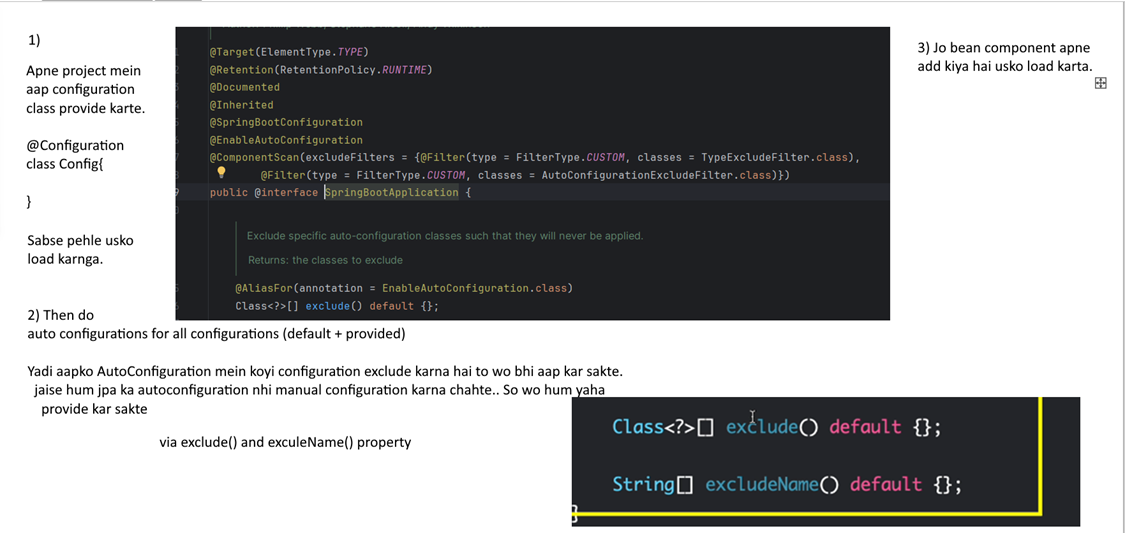 1)
Apne project mein
aap configuration
class provide karte.
@Configuration
class Config{
}
Sabse pehle usko
load karnga.
@Target(ElementType.TYPE)
@Retention(RetentionPolicy.RUNTIME)
@Documented
@Inherited
@SpringBootConfiguration
@EnableAutoConfiguration
@ComponentScan(excludeFilters = {@Filter(type = FilterType.CUSTOM, classes = TypeExcludeFilter.class),
@Filter(type = FilterType.CUSTOM, classes = AutoConfigurationExcludeFilter.class)})
public @interface SpringBootApplication {
Exclude specific auto-configuration classes such that they will never be applied.
Returns: the classes to exclude
@AliasFor(annotation = EnableAutoConfiguration.class)
Class<?>[] exclude() default {};
3) Jo bean component apne
add kiya hai usko load karta.
2) Then do
auto configurations for all configurations (default + provided)
Yadi aapko AutoConfiguration mein koyi configuration exclude karna hai to wo bhi aap kar sakte.
jaise hum jpa ka autoconfiguration nhi manual configuration karna chahte.. So wo hum yaha
provide kar sakte
via exclude() and exculeName() property
Class<?>[] exclude() default {};
String[] excludeName() default {};
}